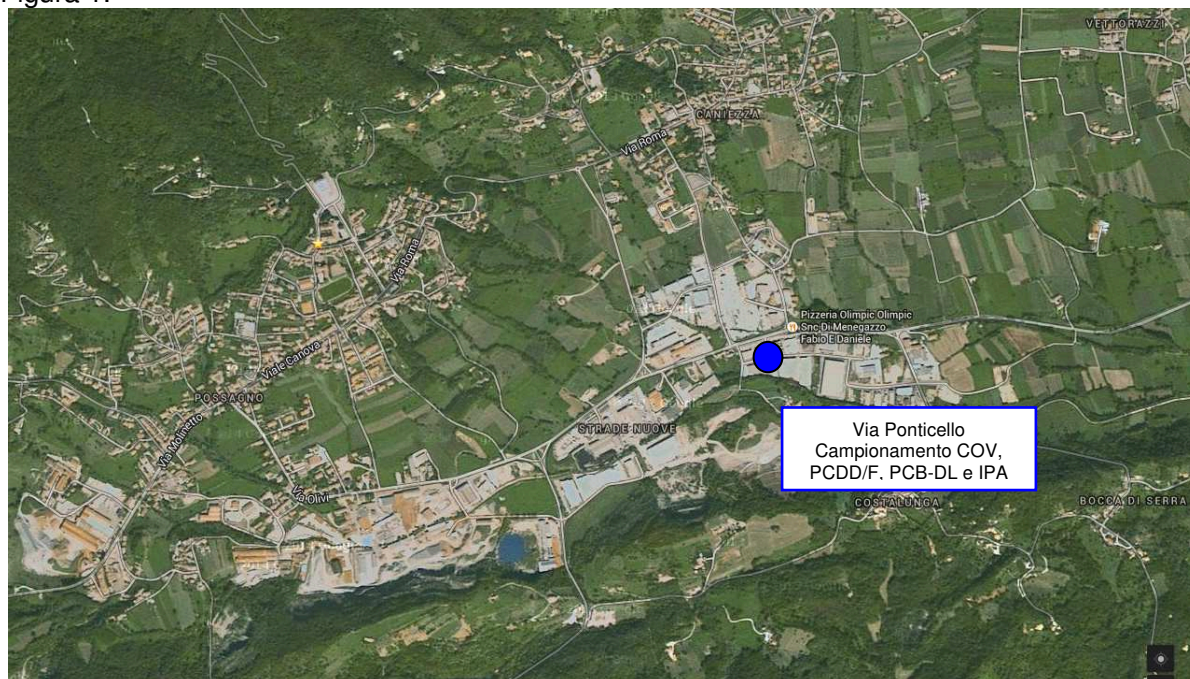 Figura 1.
VETTORAZZI
CANIEZZA
Via Roma
Via Roma
Pizzeria Olimpic Olimpic
Snc Di Menegazzo
Fabio E Daniele
Viale Canova
POSSAGNO
Via Molinetto
STRADE NUOVE
Via Olivi
Via Ponticello
Campionamento COV,
PCDD/F, PCB-DL e IPA
COSTALUNGA
BOCCA DI SERRA